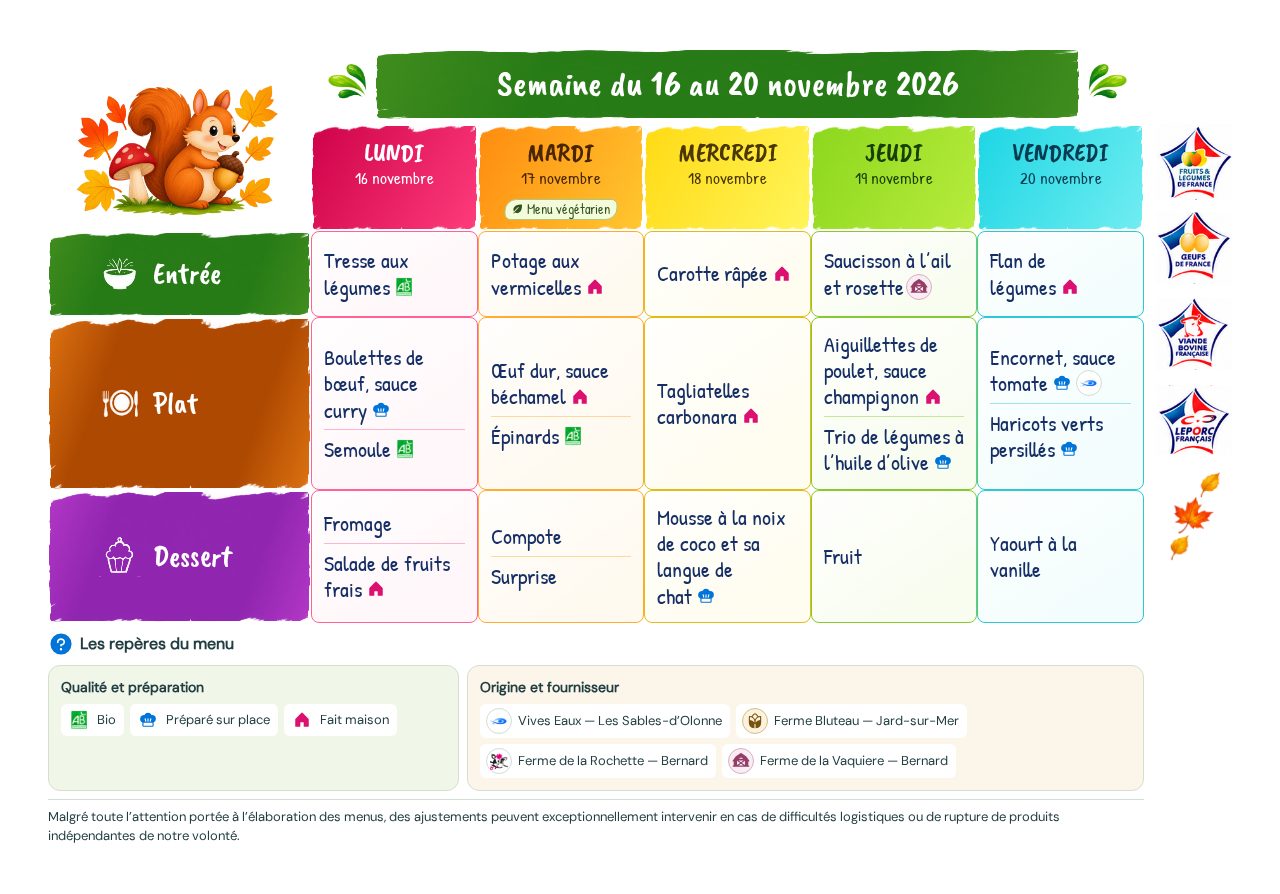 Semaine du 16 au 20 novembre 2026
LUNDI
16 novembre
MARDI
17 novembre
Menu végétarien
MERCREDI
18 novembre
JEUDI
19 novembre
VENDREDI
20 novembre
Entrée
Tresse aux
légumes
Potage aux
vermicelles
Carotte râpée
Saucisson à l'ail
et rosette
Flan de
légumes
Plat
Boulettes de
bœuf, sauce
curry
Semoule
Œuf dur, sauce
béchamel
Épinards
Tagliatelles
carbonara
Aiguillettes de
poulet, sauce
champignon
Trio de légumes à
l'huile d'olive
Encornet, sauce
tomate
Haricots verts
persillés
Dessert
Fromage
Salade de fruits
frais
Compote
Surprise
Mousse à la noix
de coco et sa
langue de
chat
Fruit
Yaourt à la
vanille
FRUITS &
LÉGUMES
DE FRANCE
ŒUFS
DE FRANCE
VIANDE
BOVINE
FRANÇAISE
LE PORC
FRANÇAIS
? Les repères du menu
Qualité et préparation
AB Bio
Préparé sur place
Fait maison
Origine et fournisseur
Vives Eaux — Les Sables-d'Olonne
Ferme Bluteau — Jard-sur-Mer
Ferme de la Rochette — Bernard
Ferme de la Vaquiere — Bernard
Malgré toute l'attention portée à l'élaboration des menus, des ajustements peuvent exceptionnellement intervenir en cas de difficultés logistiques ou de rupture de produits
indépendantes de notre volonté.